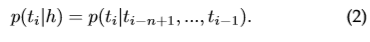 p(t_i|h) = p(t_i|t_{i−n+1}, ..., t_{i−1}). (2)